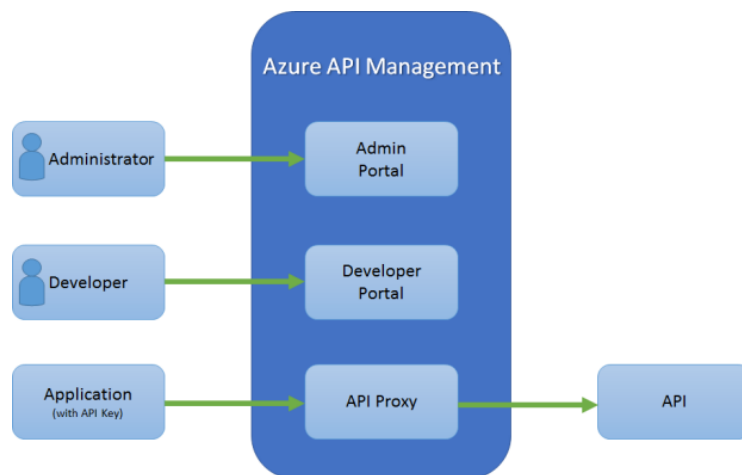 Azure API Management
Administrator
Admin
Portal
Developer
Developer
Portal
Application
(with API Key)
API Proxy
API